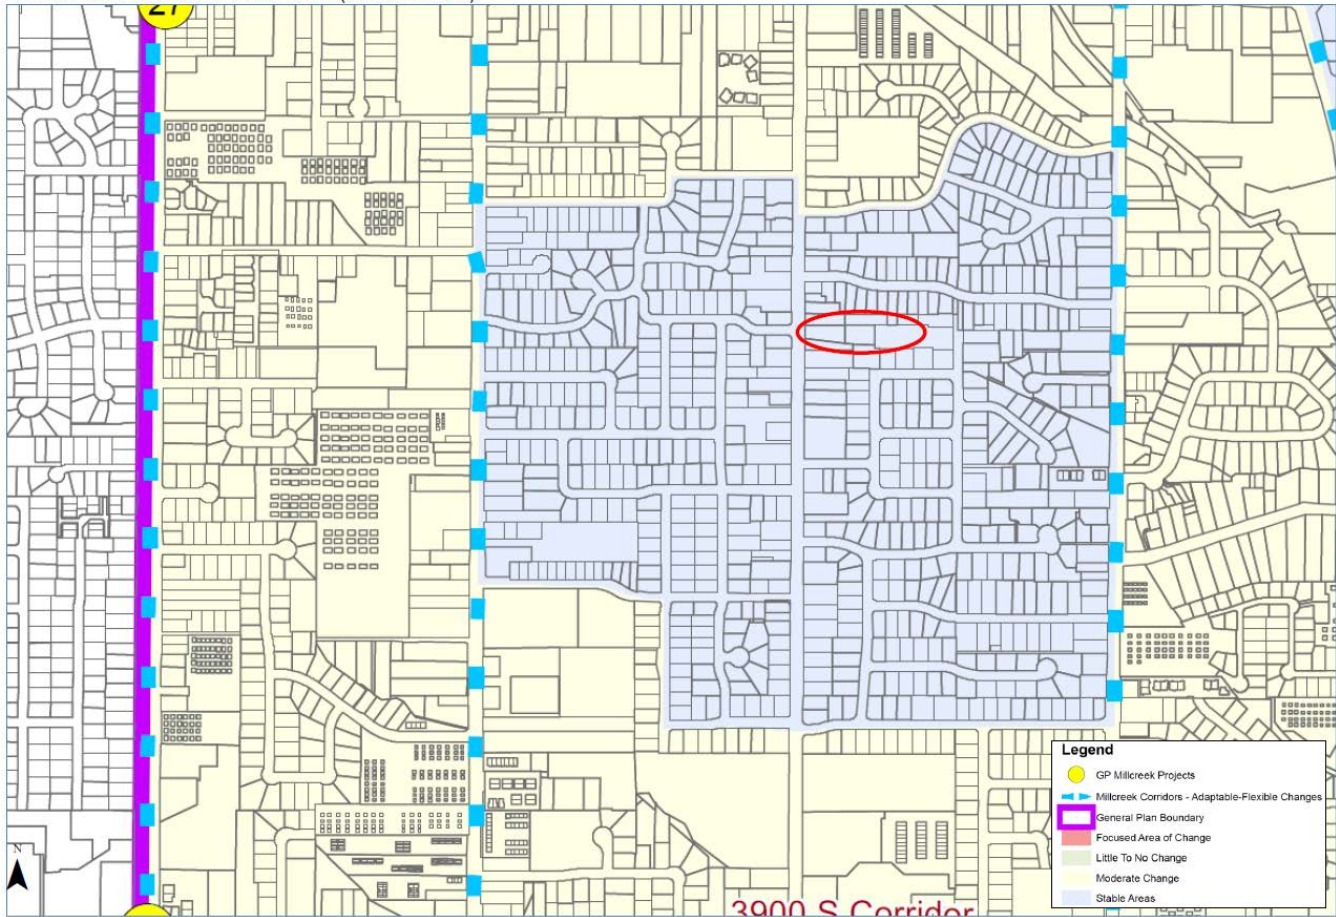 27
N
Legend
GP Millcreek Projects
Millcreek Corridors - Adaptable-Flexible Changes
General Plan Boundary
Focused Area of Change
Little To No Change
Moderate Change
Stable Areas
3900 S Corridor